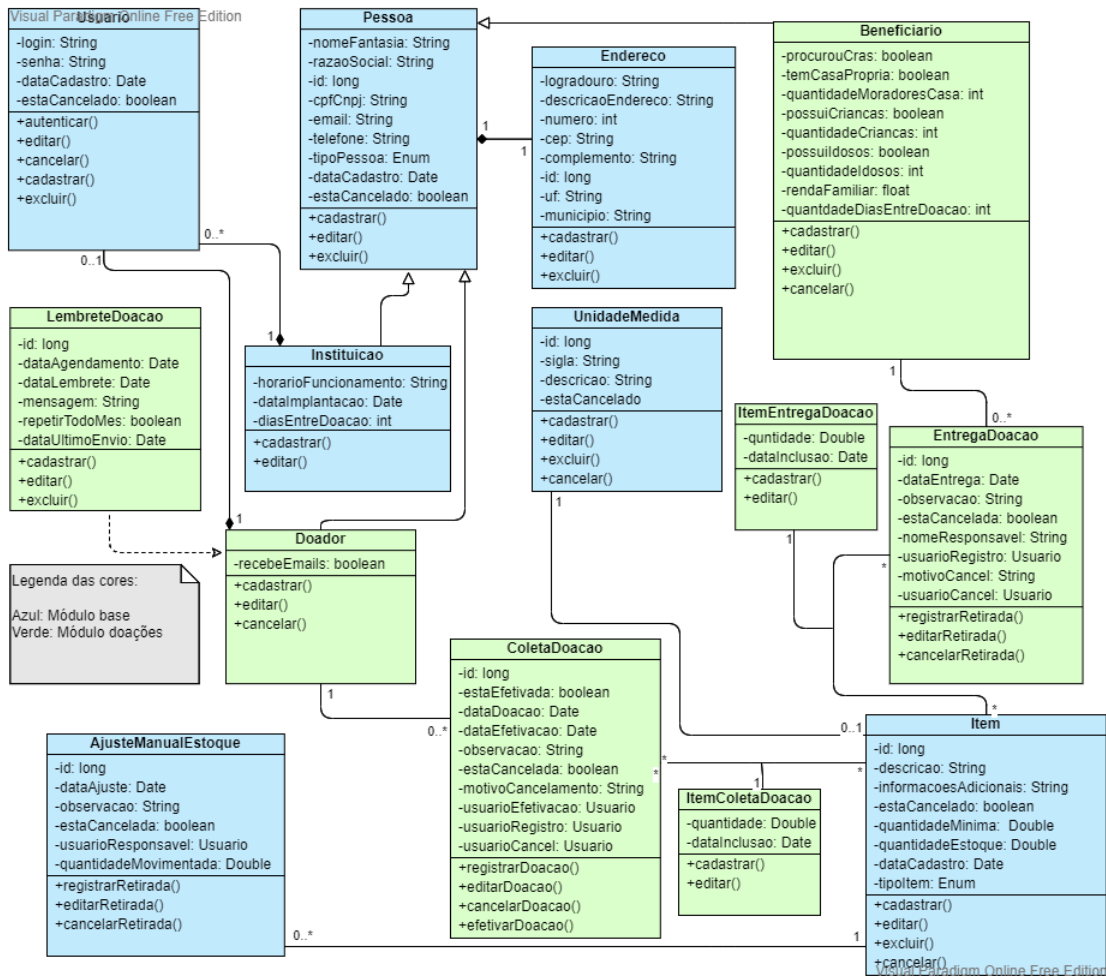 Visual Paradigm Online Free Edition
Usuario
-login: String
-senha: String
-dataCadastro: Date
-estaCancelado: boolean
+autenticar()
+editar()
+cancelar()
+cadastrar()
+excluir()
0..*
0..1
Pessoa
-nomeFantasia: String
-razaoSocial: String
-id: long
-cpfCnpj: String
-email: String
-telefone: String
-tipoPessoa: Enum
-dataCadastro: Date
-estaCancelado: boolean
+cadastrar()
+editar()
+excluir()
1
1
Endereco
-logradouro: String
-descricaoEndereco: String
-numero: int
-cep: String
-complemento: String
-id: long
-uf: String
-municipio: String
+cadastrar()
+editar()
+excluir()
Beneficiario
-procurouCras: boolean
-temCasaPropria: boolean
-quantidadeMoradoresCasa: int
-possuiCriancas: boolean
-quantidadeCriancas: int
-possuiIdosos: boolean
-quantidadeIdosos: int
-rendaFamiliar: float
-quantdadeDiasEntreDoacao: int
+cadastrar()
+editar()
+excluir()
+cancelar()
1
0..*
LembreteDoacao
-id: long
-dataAgendamento: Date
-dataLembrete: Date
-mensagem: String
-repetirTodoMes: boolean
-dataUltimoEnvio: Date
+cadastrar()
+editar()
+excluir()
1
Instituicao
-horarioFuncionamento: String
-dataImplantacao: Date
-diasEntreDoacao: int
+cadastrar()
+editar()
UnidadeMedida
-id: long
-sigla: String
-descricao: String
-estaCancelado
+cadastrar()
+editar()
+excluir()
+cancelar()
1
ItemEntregaDoacao
-quntidade: Double
-dataInclusao: Date
+cadastrar()
+editar()
1
EntregaDoacao
-id: long
-dataEntrega: Date
-observacao: String
-estaCancelada: boolean
-nomeResponsavel: String
-usuarioRegistro: Usuario
-motivoCancel: String
-usuarioCancel: Usuario
+registrarRetirada()
+editarRetirada()
+cancelarRetirada()
*
*
1
Doador
-recebeEmails: boolean
+cadastrar()
+editar()
+cancelar()
1
0..*
Legenda das cores:
Azul: Módulo base
Verde: Módulo doações
ColetaDoacao
-id: long
-estaEfetivada: boolean
-dataDoacao: Date
-dataEfetivacao: Date
-observacao: String
-estaCancelada: boolean
-motivoCancelamento: String
-usuarioEfetivacao: Usuario
-usuarioRegistro: Usuario
-usuarioCancel: Usuario
+registrarDoacao()
+editarDoacao()
+cancelarDoacao()
+efetivarDoacao()
*
*
*
1
ItemColetaDoacao
-quantidade: Double
-dataInclusao: Date
+cadastrar()
+editar()
0..1
Item
-id: long
-descricao: String
-informacoesAdicionais: String
-estaCancelado: boolean
-quantidadeMinima: Double
-quantidadeEstoque: Double
-dataCadastro: Date
-tipoItem: Enum
+cadastrar()
+editar()
+excluir()
+cancelar()
AjusteManualEstoque
-id: long
-dataAjuste: Date
-observacao: String
-estaCancelada: boolean
-usuarioResponsavel: Usuario
-quantidadeMovimentada: Double
+registrarRetirada()
+editarRetirada()
+cancelarRetirada()
0..*
1
Visual Paradigm Online Free Edition